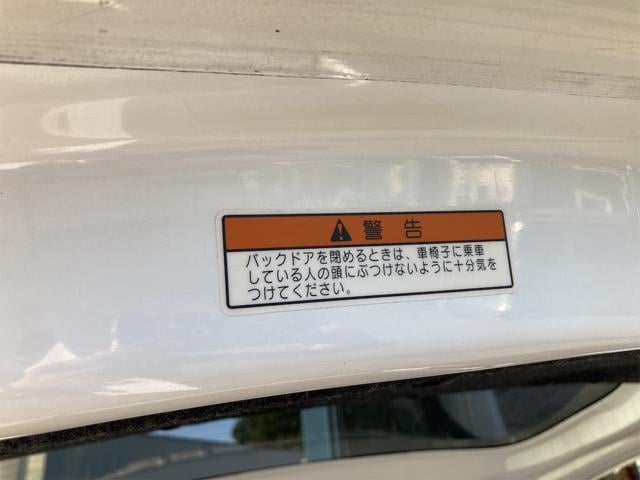 警告
バックドアを閉めるときは、車椅子に乗車
している人の頭にぶつけないように十分気を
つけてください。